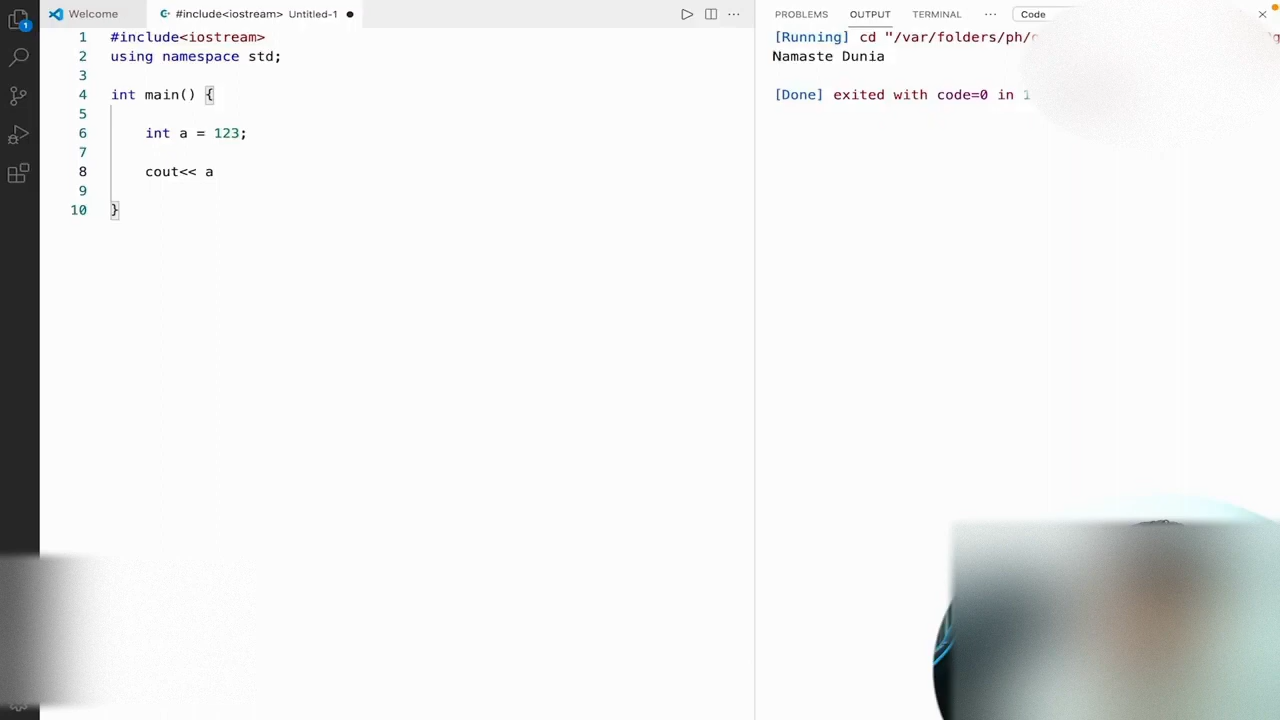 Welcome
#include<iostream> Untitled-1
PROBLEMS OUTPUT TERMINAL ··· Code
1
1 #include<iostream>
2 using namespace std;
3
4 int main() {
5
6 int a = 123;
7
8 cout<< a
9
10 }
[Running] cd "/var/folders/ph/
Namaste Dunia
[Done] exited with code=0 in 1